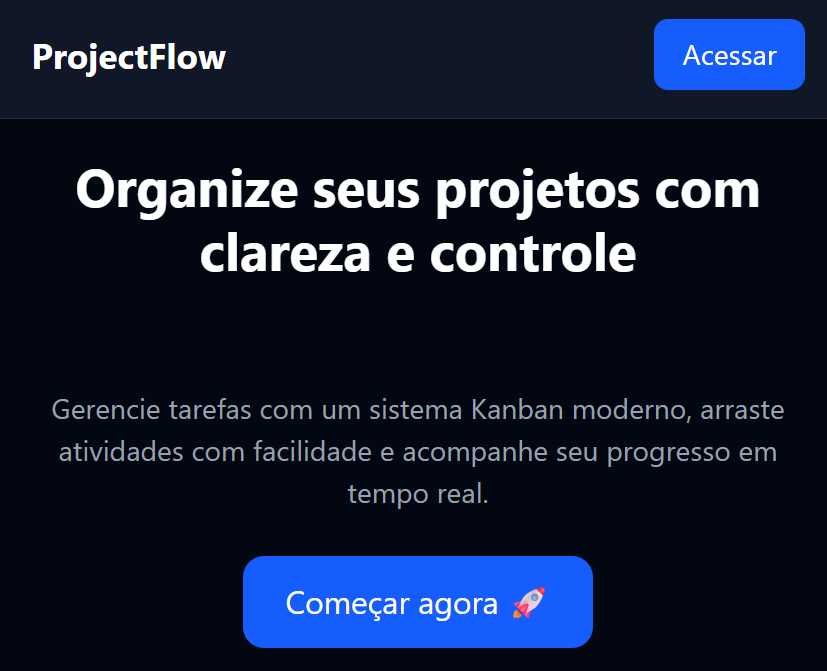 ProjectFlow
Acessar
Organize seus projetos com
clareza e controle
Gerencie tarefas com um sistema Kanban moderno, arraste
atividades com facilidade e acompanhe seu progresso em
tempo real.
Começar agora 🚀